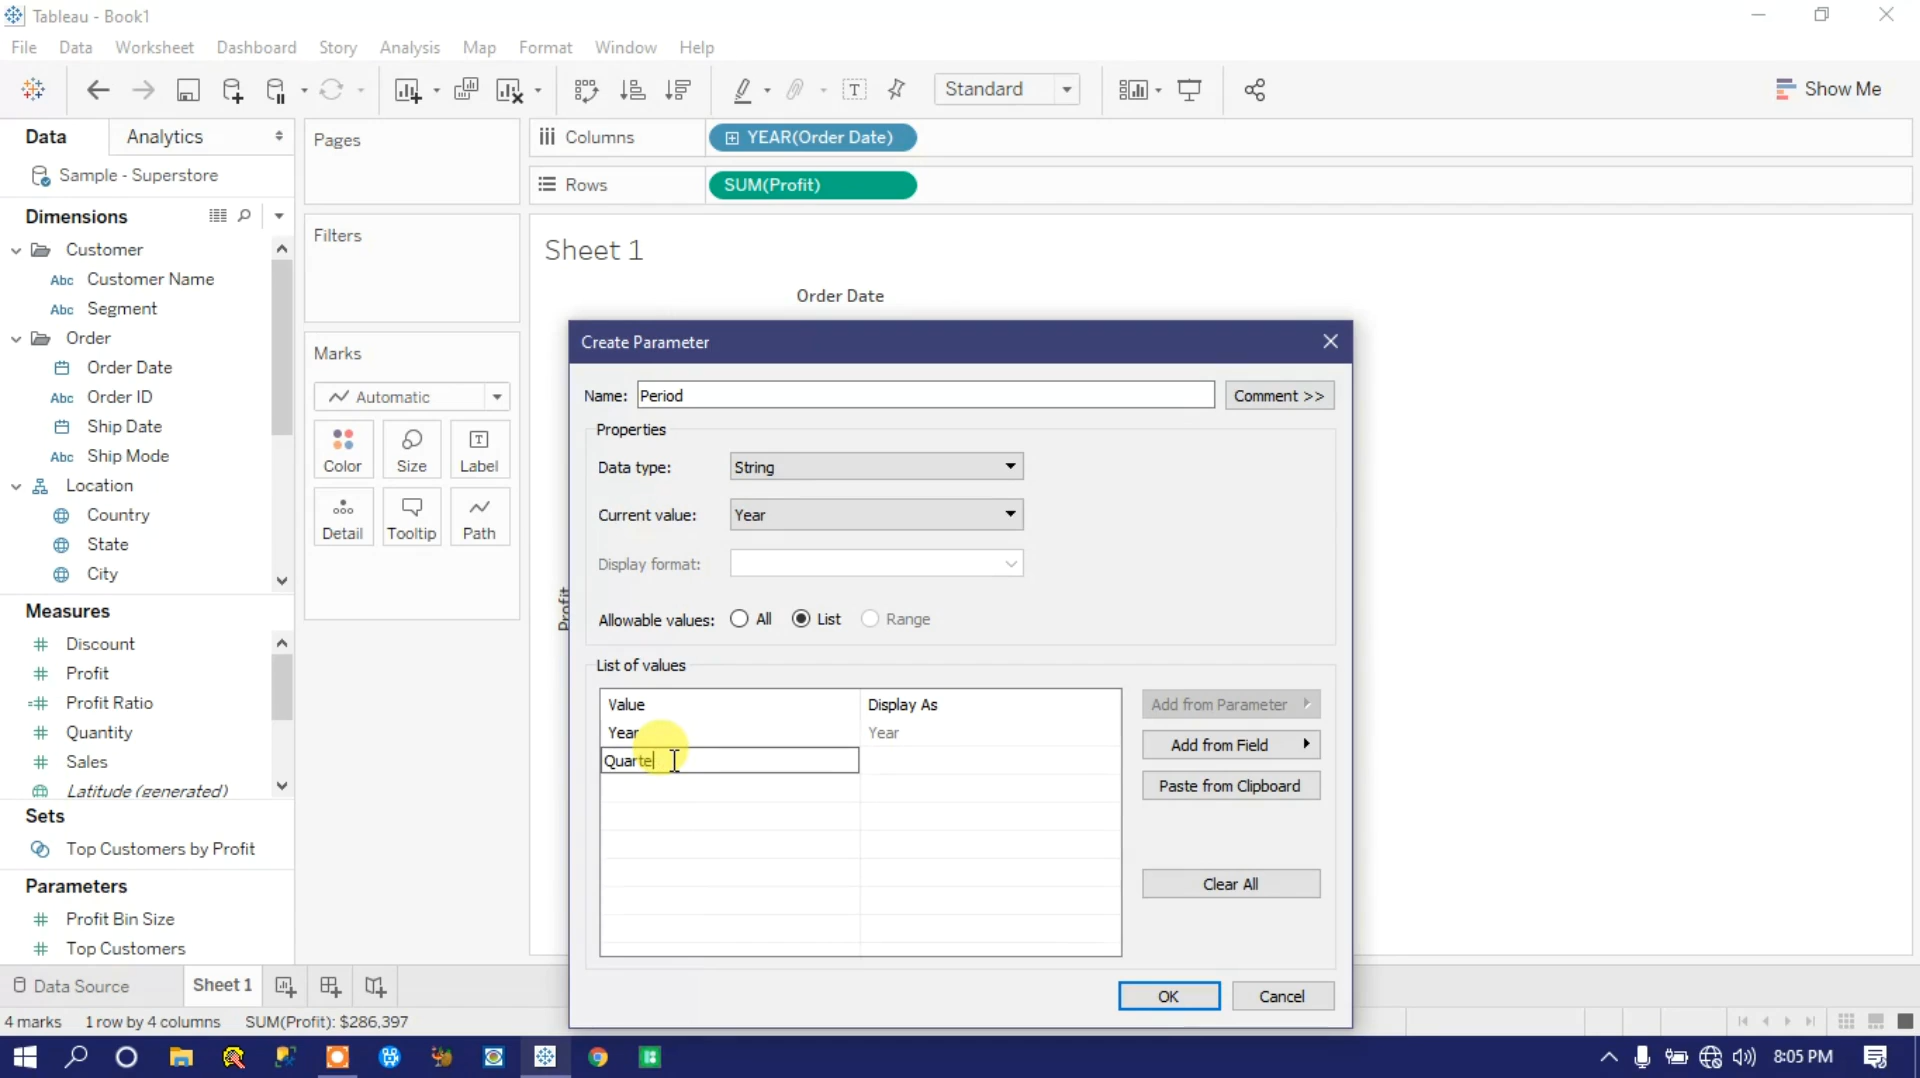 Tableau - Book1
File Data Worksheet Dashboard Story Analysis Map Format Window Help
Standard Show Me
Data Analytics
Sample - Superstore
Dimensions
Customer
Abc Customer Name
Abc Segment
Order
Order Date
Abc Order ID
Ship Date
Abc Ship Mode
Location
Country
State
City
Measures
# Discount
# Profit
=# Profit Ratio
# Quantity
# Sales
Latitude (generated)
Sets
Top Customers by Profit
Parameters
# Profit Bin Size
# Top Customers
Pages
Filters
Marks
Automatic
Color Size Label
Detail Tooltip Path
Columns YEAR(Order Date)
Rows SUM(Profit)
Sheet 1
Order Date
Profit
Create Parameter
Name: Period Comment >>
Properties
Data type: String
Current value: Year
Display format:
Allowable values: All List Range
List of values
Value Display As
Year Year
Quarte
Add from Parameter
Add from Field
Paste from Clipboard
Clear All
OK Cancel
Data Source Sheet 1
4 marks 1 row by 4 columns SUM(Profit): $286,397
8:05 PM